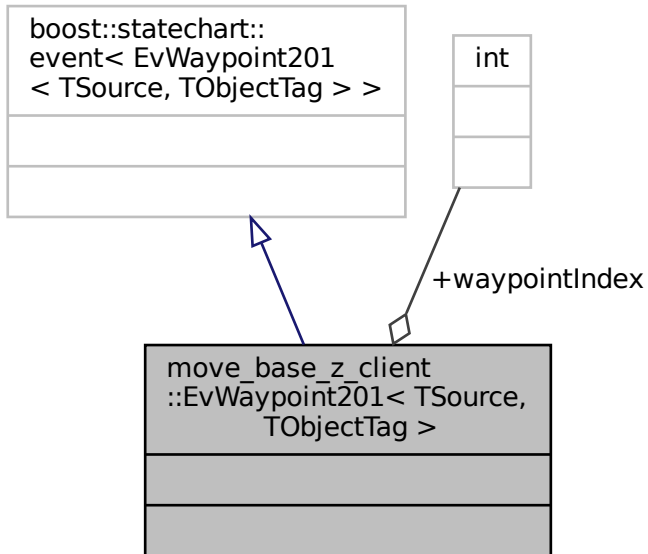 boost::statechart::
event< EvWaypoint201
< TSource, TObjectTag > >
int
+waypointIndex
move_base_z_client
::EvWaypoint201< TSource,
TObjectTag >